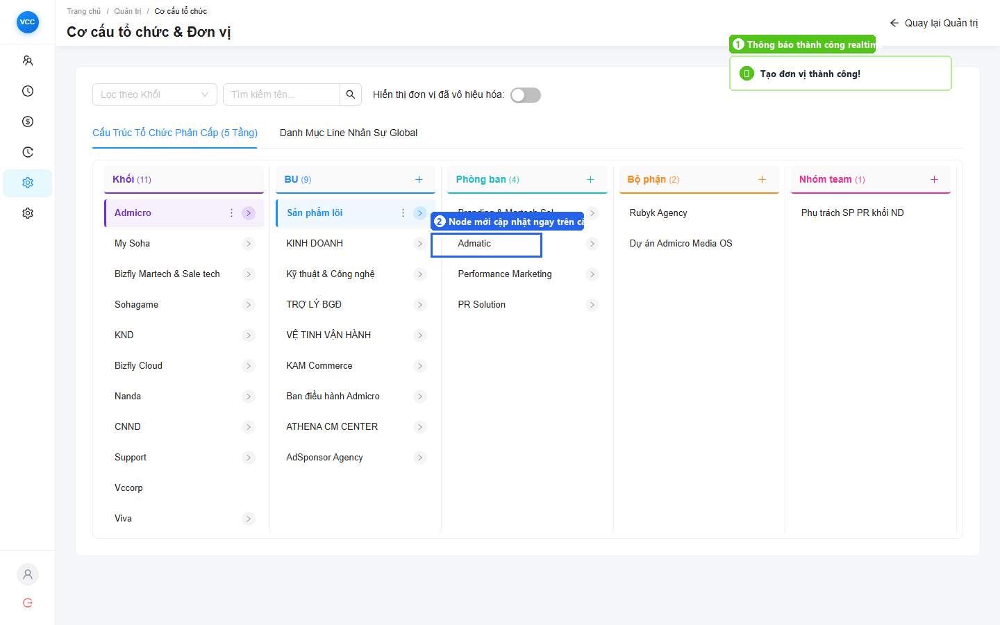 VCC
Trang chủ / Quản trị / Cơ cấu tổ chức
Cơ cấu tổ chức & Đơn vị
Quay lại Quản trị
1 Thông báo thành công realtim
Tạo đơn vị thành công!
Lọc theo Khối
Tìm kiếm tên...
Hiển thị đơn vị đã vô hiệu hóa:
Cấu Trúc Tổ Chức Phân Cấp (5 Tầng)
Danh Mục Line Nhân Sự Global
Khối (11)
BU (9)
Phòng ban (4)
Bộ phận (2)
Nhóm team (1)
Admicro
My Soha
Bizfly Martech & Sale tech
Sohagame
KND
Bizfly Cloud
Nanda
CNND
Support
Vccorp
Viva
Sản phẩm lõi
KINH DOANH
Kỹ thuật & Công nghệ
TRỢ LÝ BGĐ
VỆ TINH VẬN HÀNH
KAM Commerce
Ban điều hành Admicro
ATHENA CM CENTER
AdSponsor Agency
Branding & Martech Sol
2 Node mới cập nhật ngay trên
Admatic
Performance Marketing
PR Solution
Rubyk Agency
Dự án Admicro Media OS
Phụ trách SP PR khối ND